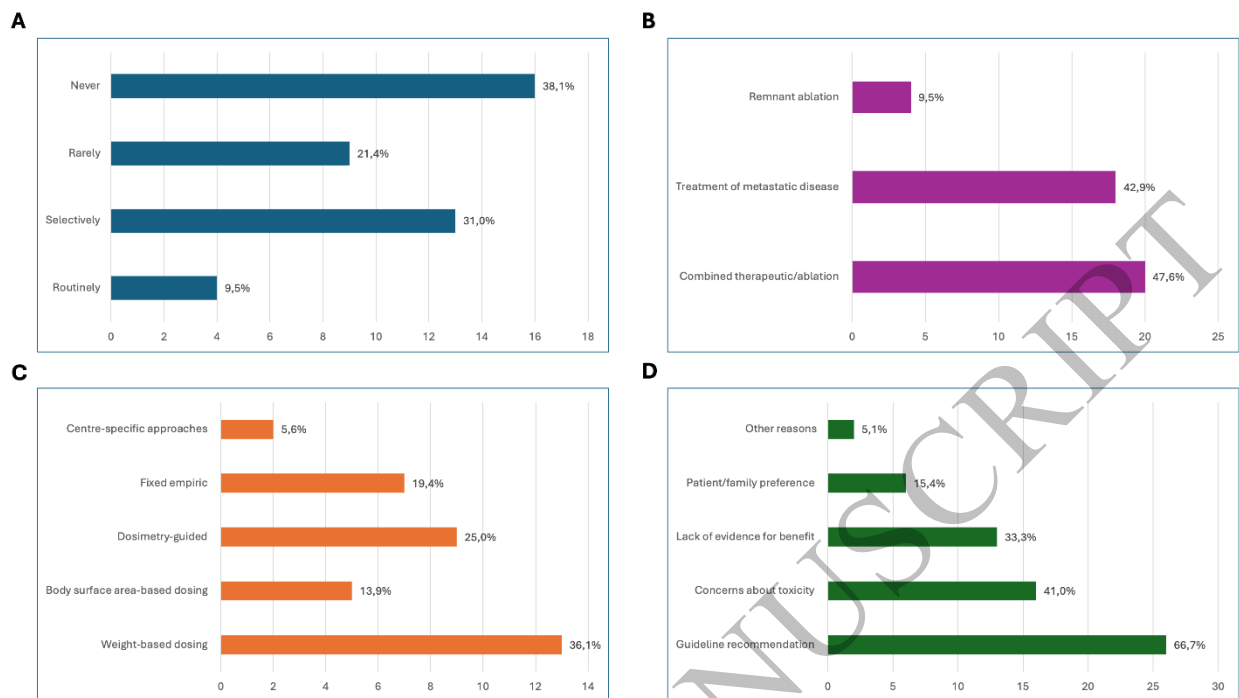 A
Never
38,1%
Rarely
21,4%
Selectively
31,0%
Routinely
9,5%
0 2 4 6 8 10 12 14 16 18
B
Remnant ablation
9,5%
Treatment of metastatic disease
42,9%
Combined therapeutic/ablation
47,6%
0 5 10 15 20 25
C
Centre-specific approaches
5,6%
Fixed empiric
19,4%
Dosimetry-guided
25,0%
Body surface area-based dosing
13,9%
Weight-based dosing
36,1%
0 2 4 6 8 10 12 14
D
Other reasons
5,1%
Patient/family preference
15,4%
Lack of evidence for benefit
33,3%
Concerns about toxicity
41,0%
Guideline recommendation
66,7%
0 5 10 15 20 25 30
NUSCRIPT